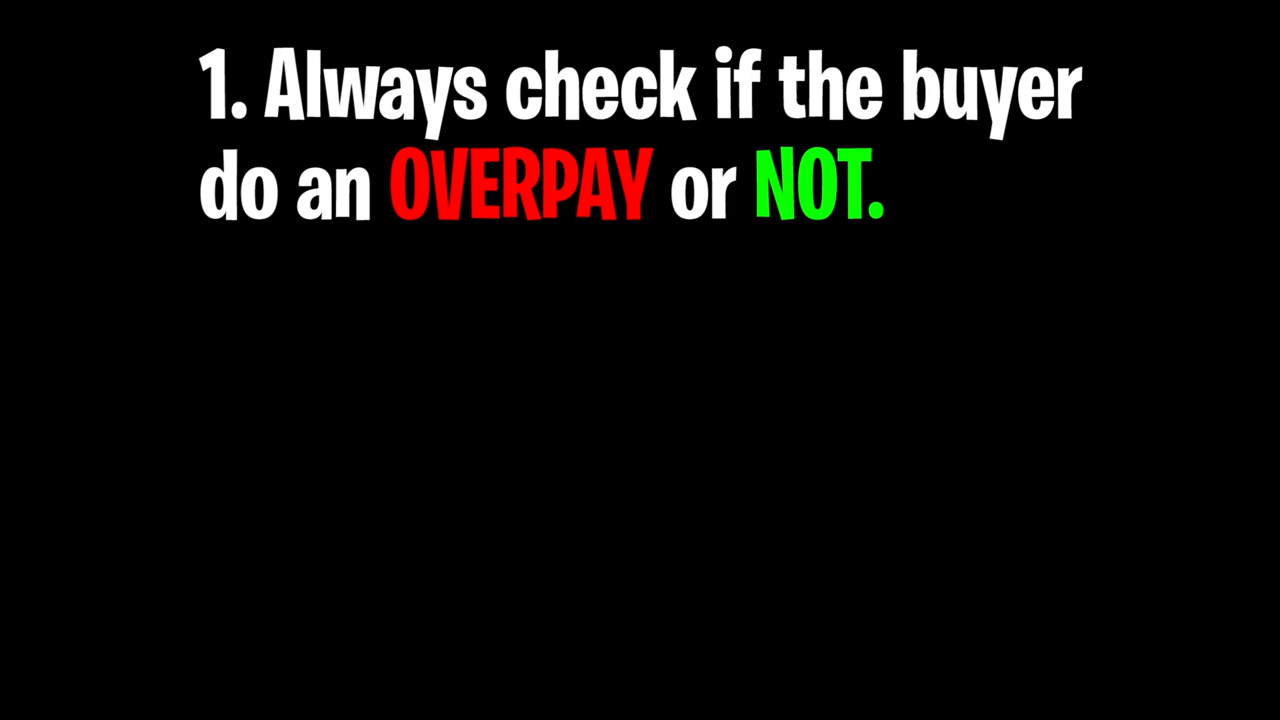 1. Always check if the buyer
do an OVERPAY or NOT.